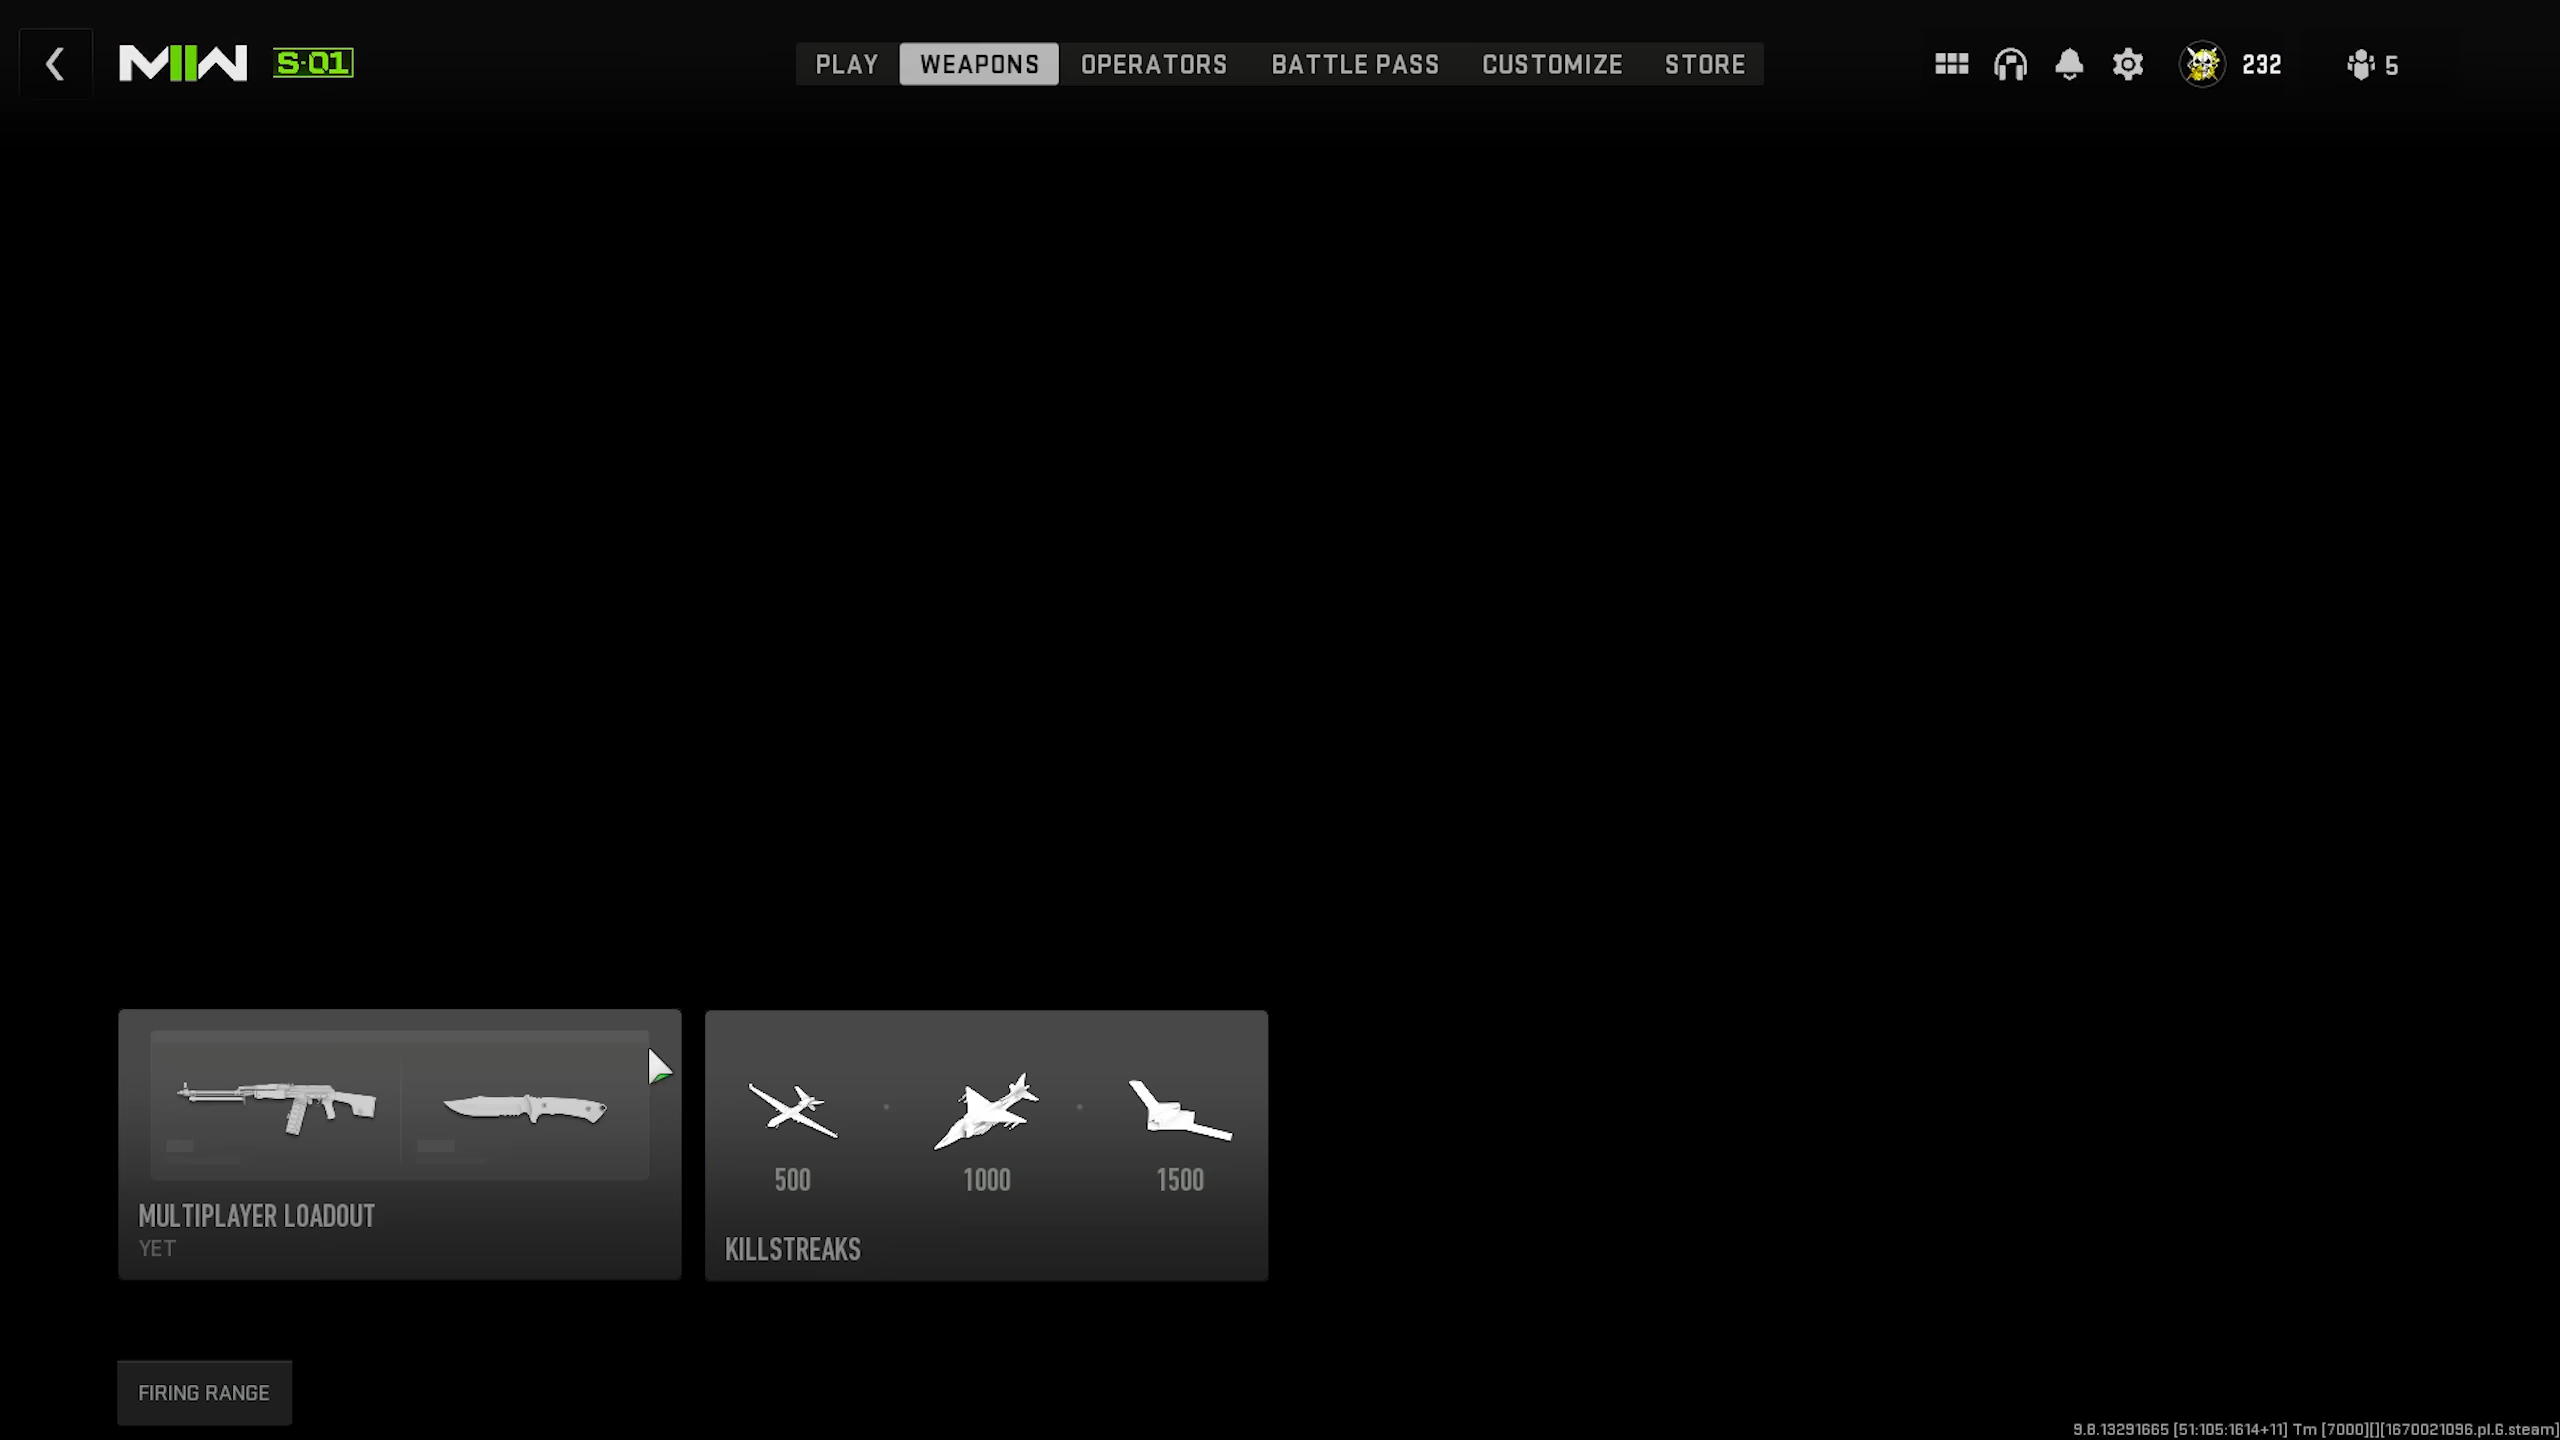 MIIW S·01
PLAY WEAPONS OPERATORS BATTLE PASS CUSTOMIZE STORE
232
5
500 1000 1500
MULTIPLAYER LOADOUT
YET
KILLSTREAKS
FIRING RANGE
9.8.13291665 [51:105:1614+11] Tm [7000][][1670021096.pl.G.steam]